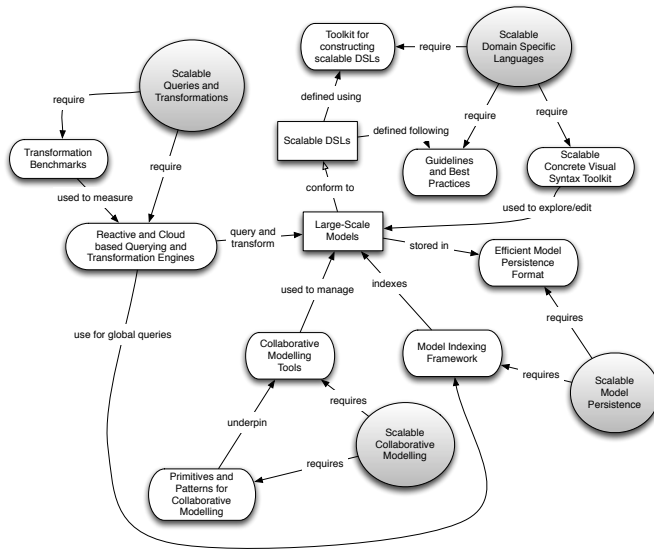 Toolkit for
constructing
scalable DSLs
require
Scalable
Domain Specific
Languages
Scalable
Queries and
Transformations
require
defined using
require
require
Transformation
Benchmarks
require
Scalable DSLs
defined following
Guidelines
and Best
Practices
Scalable
Concrete Visual
Syntax Toolkit
used to measure
conform to
used to explore/edit
Reactive and Cloud
based Querying and
Transformation Engines
query and
transform
Large-Scale
Models
stored in
Efficient Model
Persistence
Format
used to manage
indexes
requires
use for global queries
Collaborative
Modelling
Tools
Model Indexing
Framework
requires
Scalable
Model
Persistence
requires
underpin
Scalable
Collaborative
Modelling
requires
Primitives and
Patterns for
Collaborative
Modelling